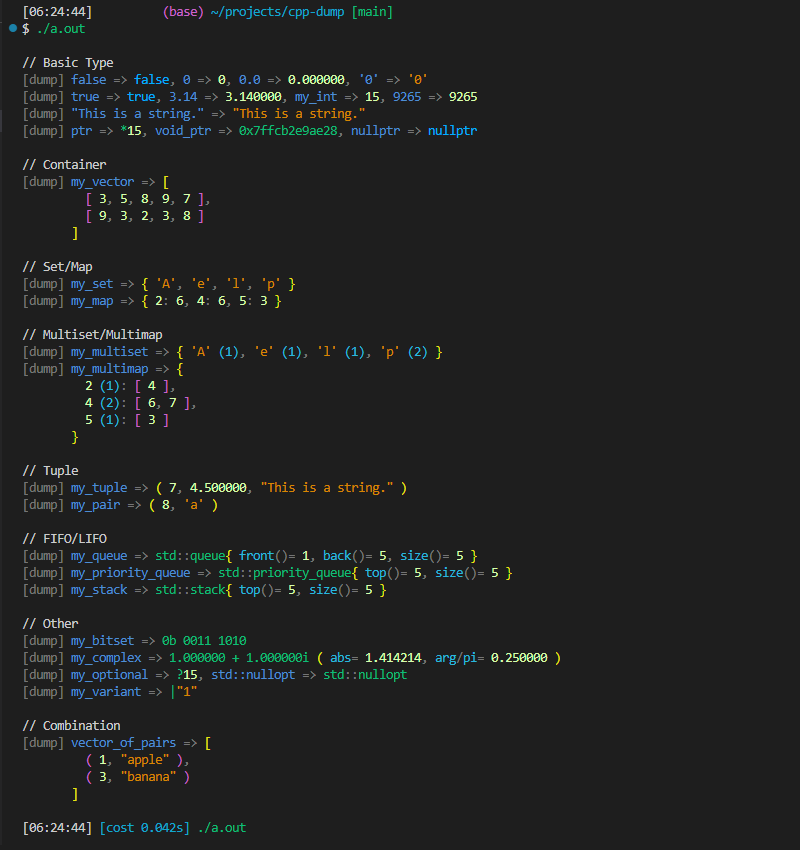 [06:24:44] (base) ~/projects/cpp-dump [main]
$ ./a.out
// Basic Type
[dump] false => false, 0 => 0, 0.0 => 0.000000, '0' => '0'
[dump] true => true, 3.14 => 3.140000, my_int => 15, 9265 => 9265
[dump] "This is a string." => "This is a string."
[dump] ptr => *15, void_ptr => 0x7ffcb2e9ae28, nullptr => nullptr
// Container
[dump] my_vector => [
[ 3, 5, 8, 9, 7 ],
[ 9, 3, 2, 3, 8 ]
]
// Set/Map
[dump] my_set => { 'A', 'e', 'l', 'p' }
[dump] my_map => { 2: 6, 4: 6, 5: 3 }
// Multiset/Multimap
[dump] my_multiset => { 'A' (1), 'e' (1), 'l' (1), 'p' (2) }
[dump] my_multimap => {
2 (1): [ 4 ],
4 (2): [ 6, 7 ],
5 (1): [ 3 ]
}
// Tuple
[dump] my_tuple => ( 7, 4.500000, "This is a string." )
[dump] my_pair => ( 8, 'a' )
// FIFO/LIFO
[dump] my_queue => std::queue{ front()= 1, back()= 5, size()= 5 }
[dump] my_priority_queue => std::priority_queue{ top()= 5, size()= 5 }
[dump] my_stack => std::stack{ top()= 5, size()= 5 }
// Other
[dump] my_bitset => 0b 0011 1010
[dump] my_complex => 1.000000 + 1.000000i ( abs= 1.414214, arg/pi= 0.250000 )
[dump] my_optional => ?15, std::nullopt => std::nullopt
[dump] my_variant => |"1"
// Combination
[dump] vector_of_pairs => [
( 1, "apple" ),
( 3, "banana" )
]
[06:24:44] [cost 0.042s] ./a.out